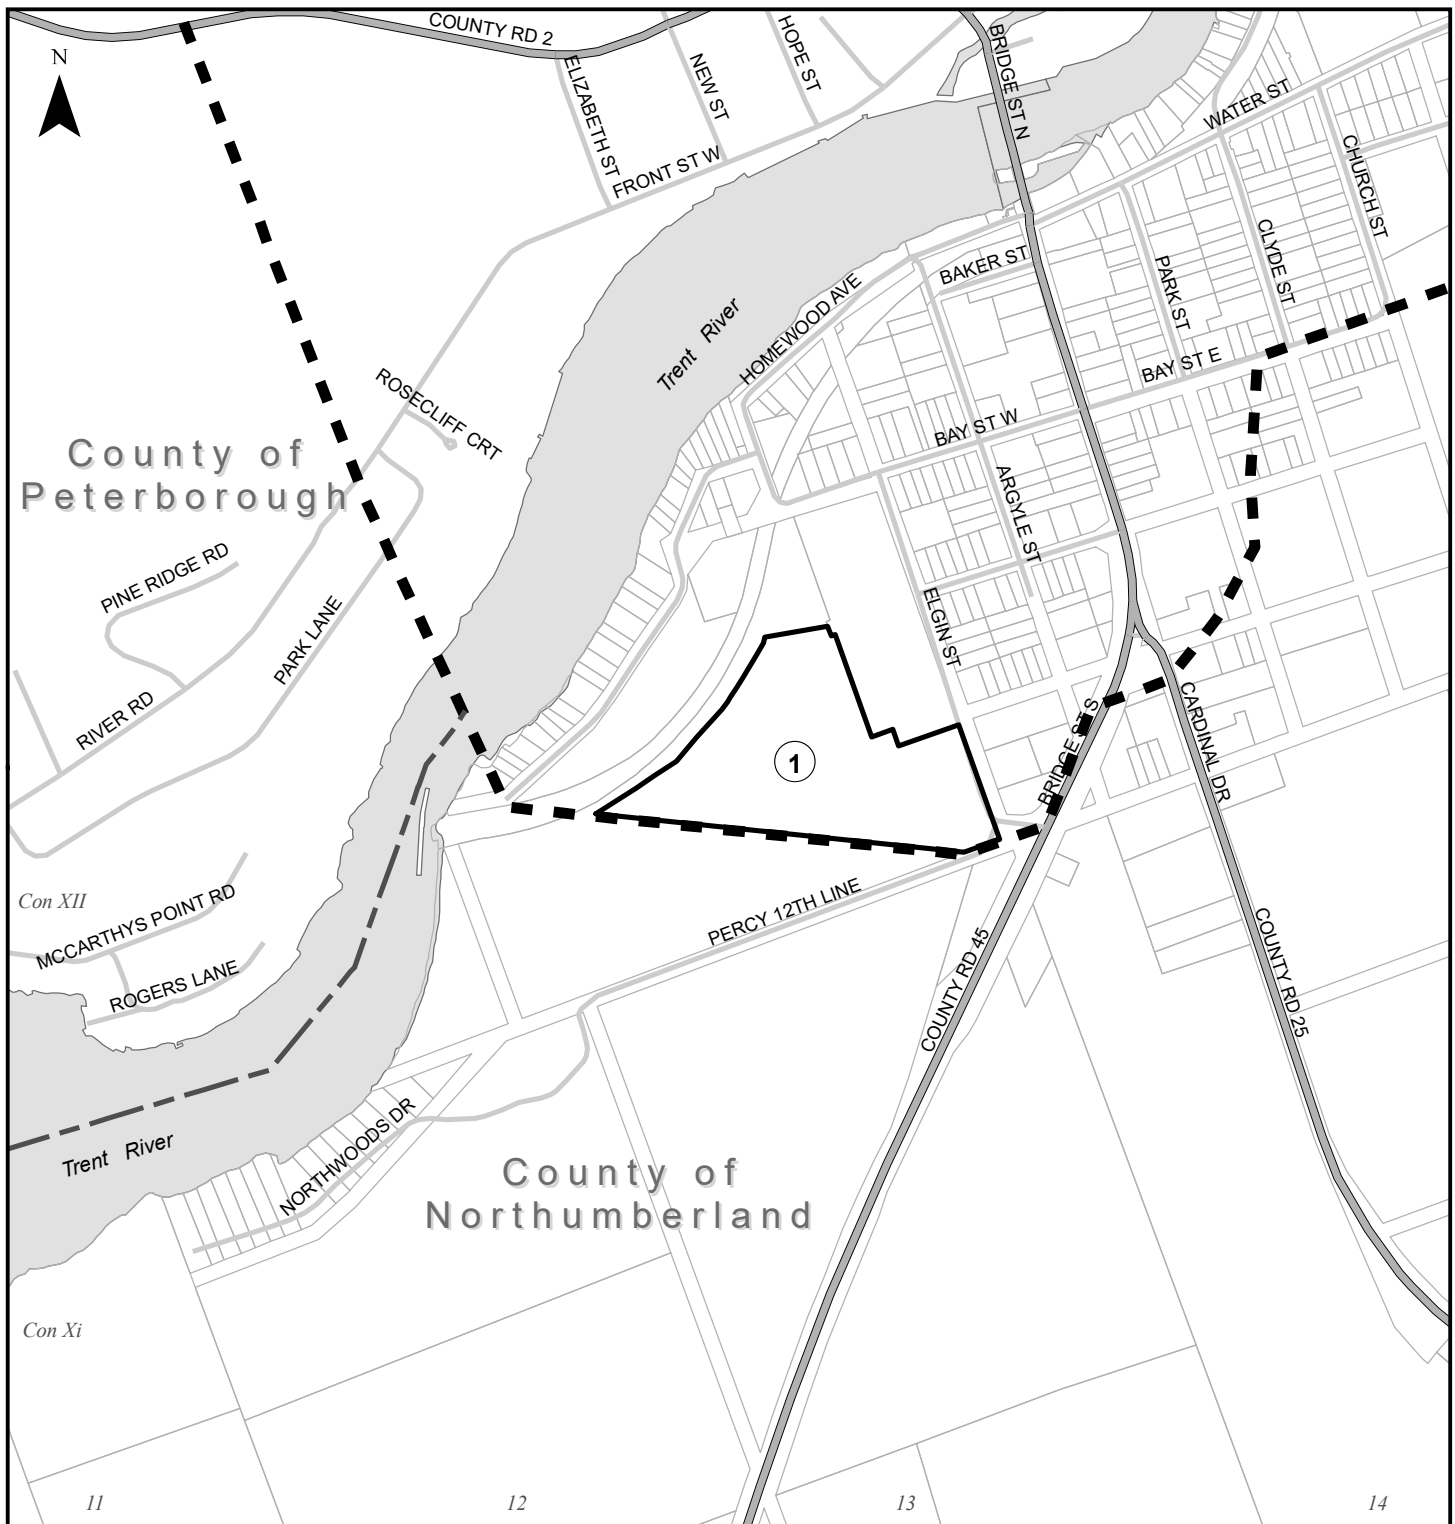 COUNTY RD 2
N
ELIZABETH ST
NEW ST
HOPE ST
BRIDGE ST N
FRONT ST W
WATER ST
CHURCH ST
CLYDE ST
PARK ST
BAKER ST
HOMEWOOD AVE
Trent River
BAY ST E
BAY ST W
ROSECLIFF CRT
County of
Peterborough
ARGYLE ST
PINE RIDGE RD
PARK LANE
ELGIN ST
RIVER RD
BRIDGE ST S
CARDINAL DR
1
Con XII
MCCARTHYS POINT RD
PERCY 12TH LINE
ROGERS LANE
COUNTY RD 45
COUNTY RD 25
Trent River
NORTHWOODS DR
County of
Northumberland
Con Xi
11
12
13
14